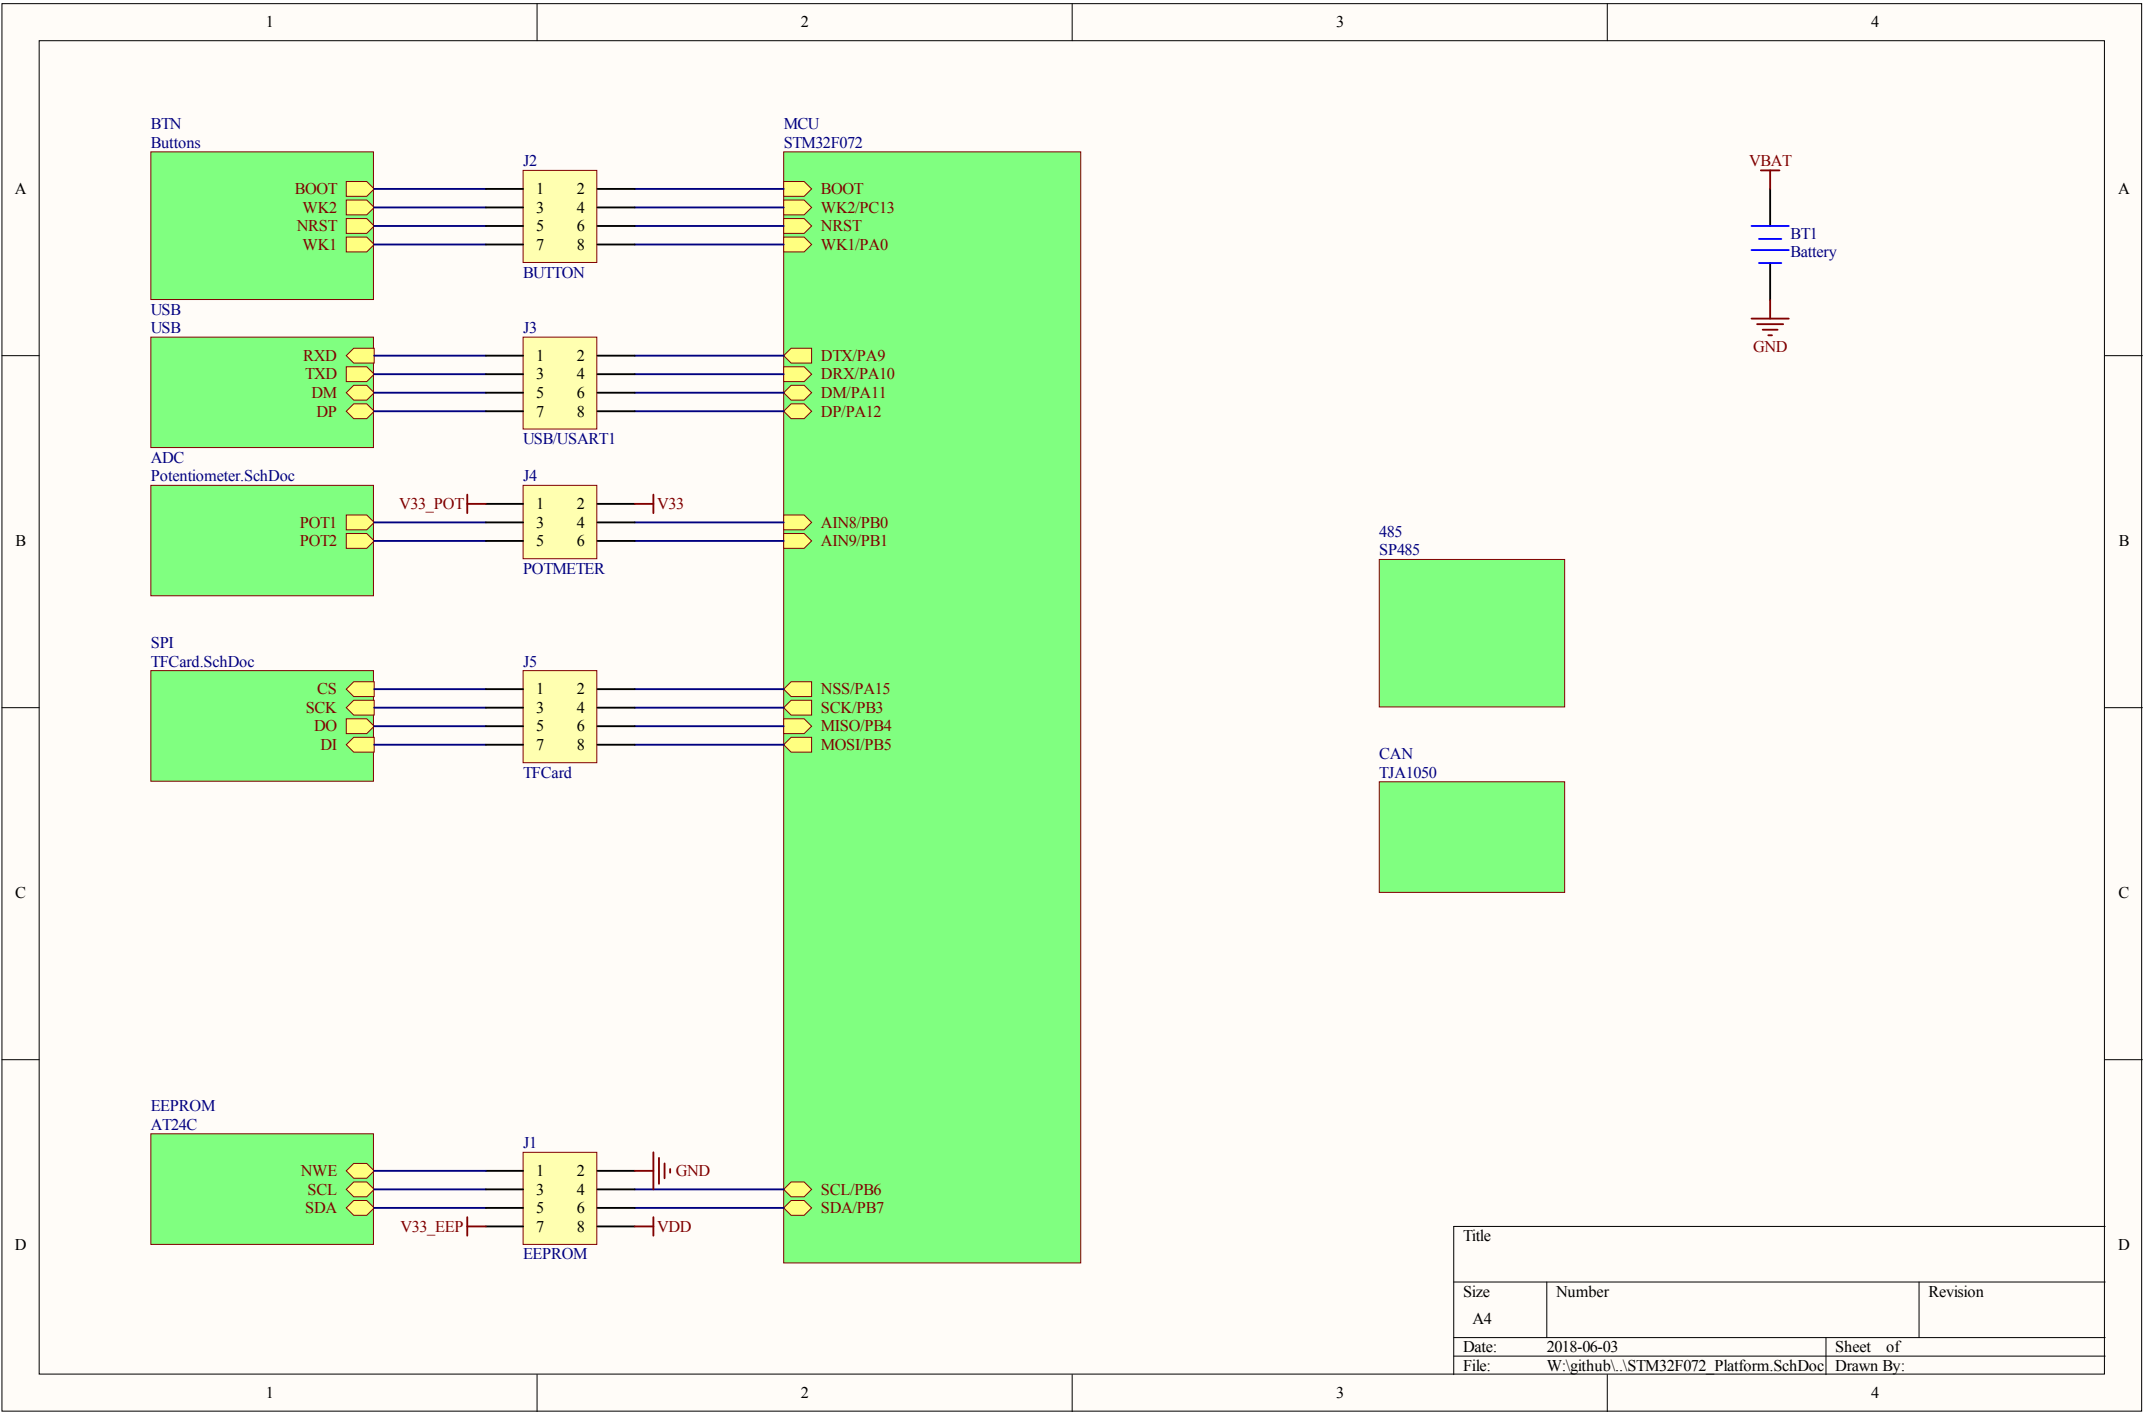 1 2 3 4
A A
B B
C C
D D
BTN
Buttons
BOOT
WK2
NRST
WK1
J2
1 2
3 4
5 6
7 8
BUTTON
MCU
STM32F072
BOOT
WK2/PC13
NRST
WK1/PA0
USB
USB
RXD
TXD
DM
DP
J3
1 2
3 4
5 6
7 8
USB/USART1
DTX/PA9
DRX/PA10
DM/PA11
DP/PA12
ADC
Potentiometer.SchDoc
POT1
POT2
V33_POT
J4
1 2
3 4
5 6
POTMETER
V33
AIN8/PB0
AIN9/PB1
SPI
TFCard.SchDoc
CS
SCK
DO
DI
J5
1 2
3 4
5 6
7 8
TFCard
NSS/PA15
SCK/PB3
MISO/PB4
MOSI/PB5
EEPROM
AT24C
NWE
SCL
SDA
V33_EEP
J1
1 2
3 4
5 6
7 8
EEPROM
GND
VDD
SCL/PB6
SDA/PB7
VBAT
BT1
Battery
GND
485
SP485
CAN
TJA1050
Title
Size Number Revision
A4
Date: 2018-06-03 Sheet of
File: W:\github\..\STM32F072_Platform.SchDoc Drawn By:
1 2 3 4